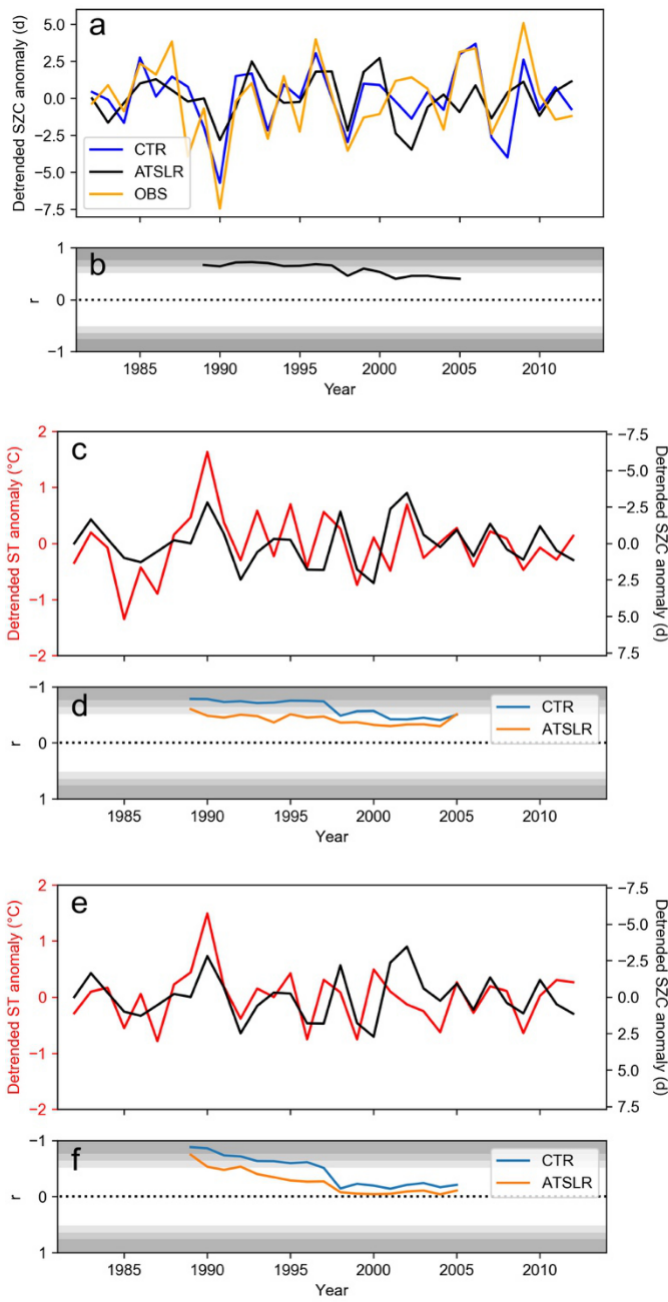 a
Detrended SZC anomaly (d)
5.0
2.5
0.0
−2.5
−5.0
−7.5
CTR
ATSLR
OBS
b
r
1
0
−1
1985 1990 1995 2000 2005 2010
Year
c
Detrended ST anomaly (°C)
2
1
0
−1
−2
−7.5
−5.0
−2.5
0.0
2.5
5.0
7.5
Detrended SZC anomaly (d)
d
r
−1
0
1
CTR
ATSLR
1985 1990 1995 2000 2005 2010
Year
e
Detrended ST anomaly (°C)
2
1
0
−1
−2
−7.5
−5.0
−2.5
0.0
2.5
5.0
7.5
Detrended SZC anomaly (d)
f
r
−1
0
1
CTR
ATSLR
1985 1990 1995 2000 2005 2010
Year